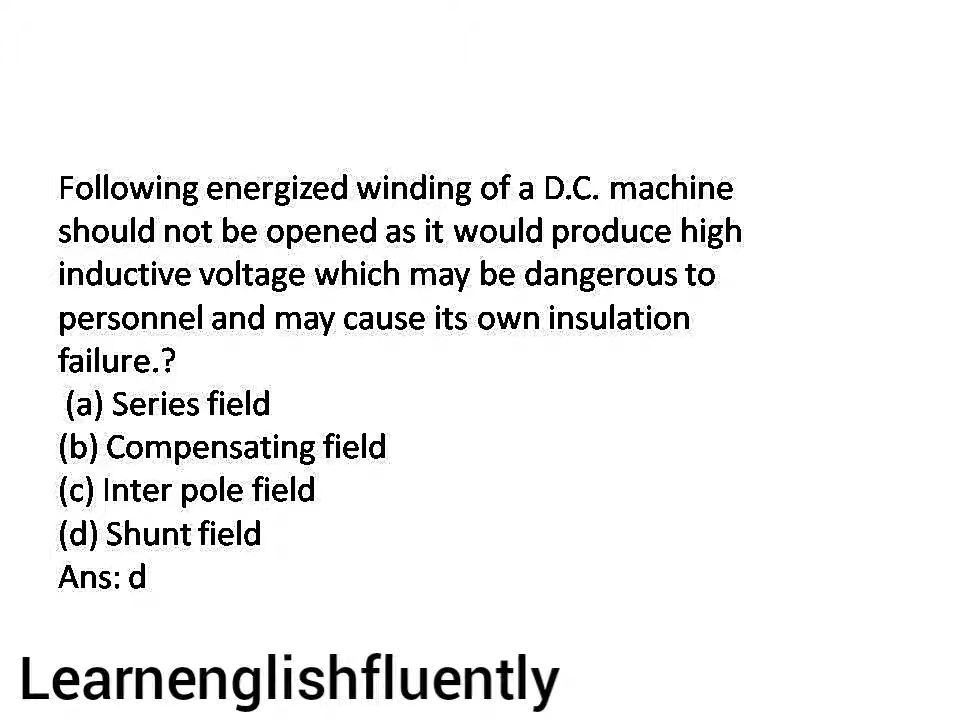 Following energized winding of a D.C. machine
should not be opened as it would produce high
inductive voltage which may be dangerous to
personnel and may cause its own insulation
failure.?
(a) Series field
(b) Compensating field
(c) Inter pole field
(d) Shunt field
Ans: d
Learnenglishfluently